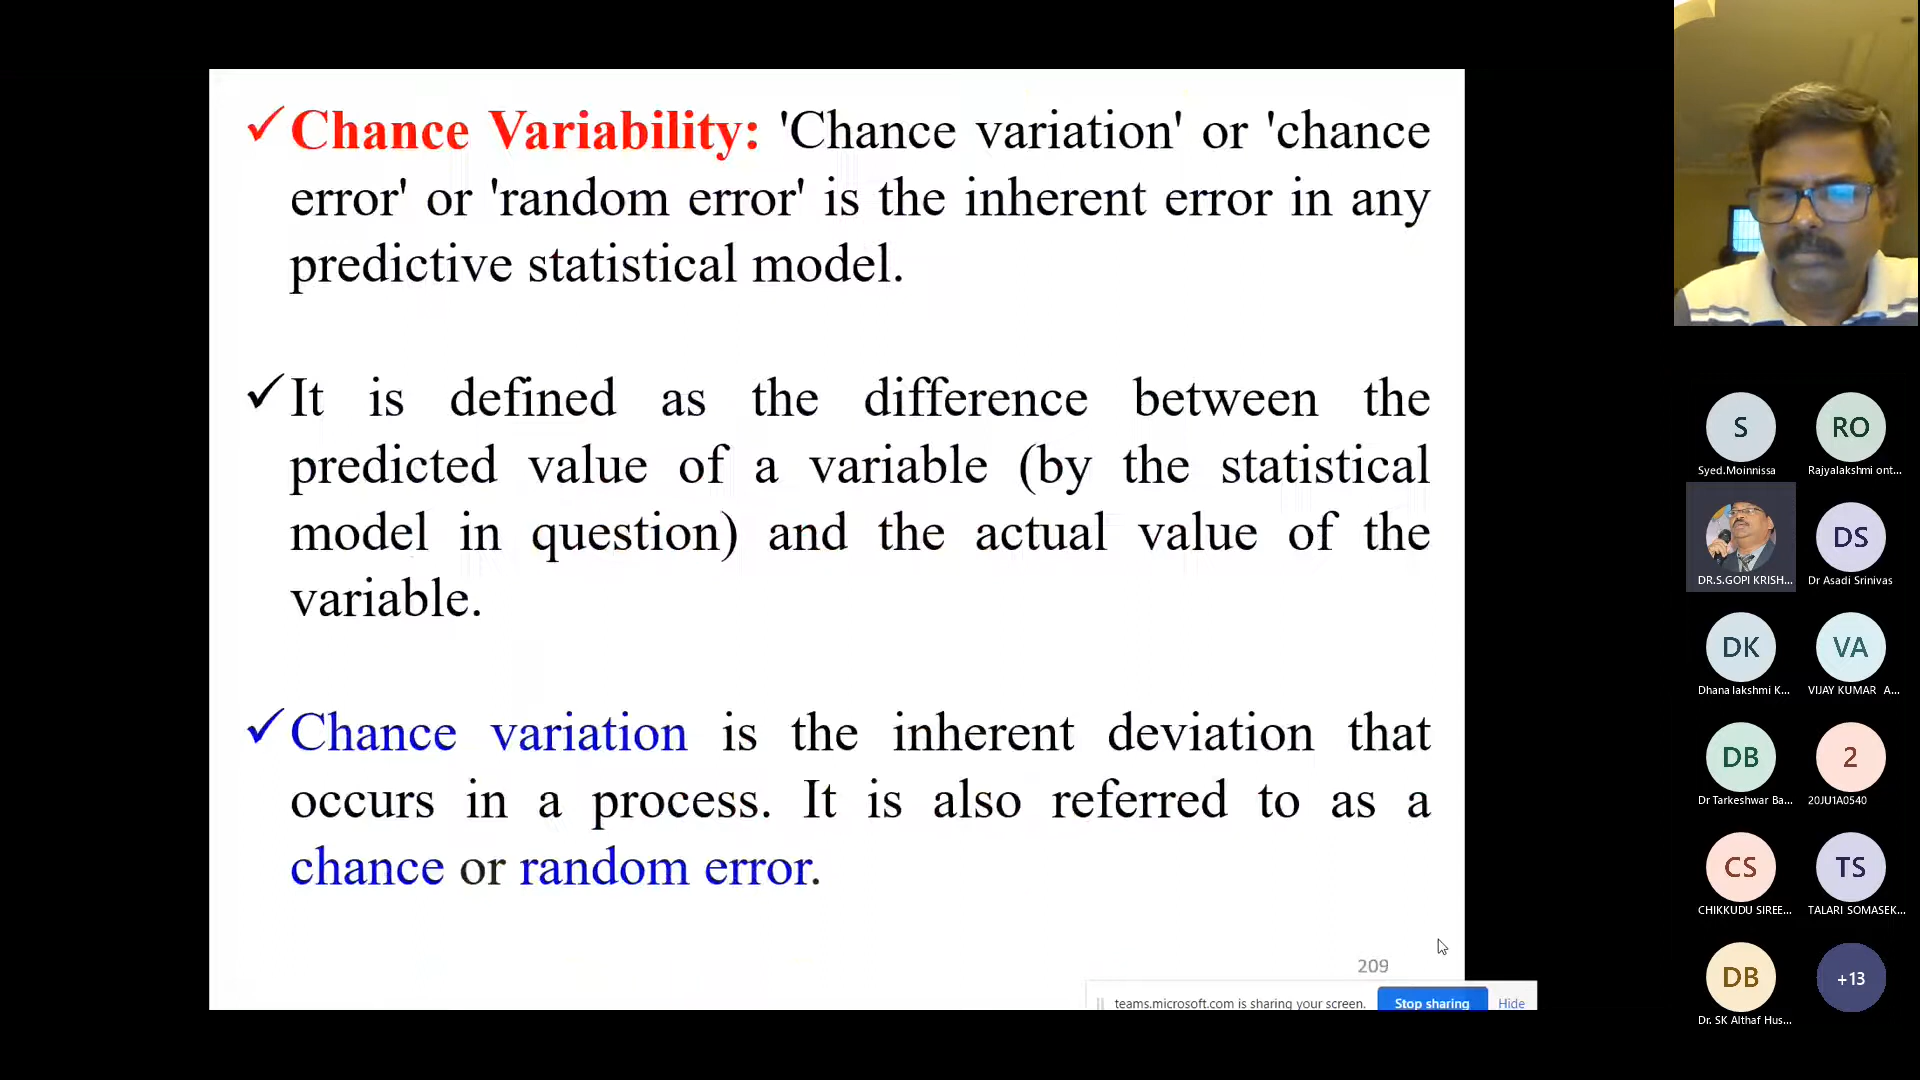 ✓Chance Variability: 'Chance variation' or 'chance
error' or 'random error' is the inherent error in any
predictive statistical model.
✓It is defined as the difference between the
predicted value of a variable (by the statistical
model in question) and the actual value of the
variable.
✓Chance variation is the inherent deviation that
occurs in a process. It is also referred to as a
chance or random error.
209
teams.microsoft.com is sharing your screen. Stop sharing Hide
S RO
Syed.Moinnissa Rajyalakshmi ont...
DS
DR.S.GOPI KRISH... Dr Asadi Srinivas
DK VA
Dhana lakshmi K... VIJAY KUMAR A...
DB 2
Dr Tarkeshwar Ba... 20JU1A0540
CS TS
CHIKKUDU SIREE... TALARI SOMASEK...
DB +13
Dr. SK Althaf Hus...